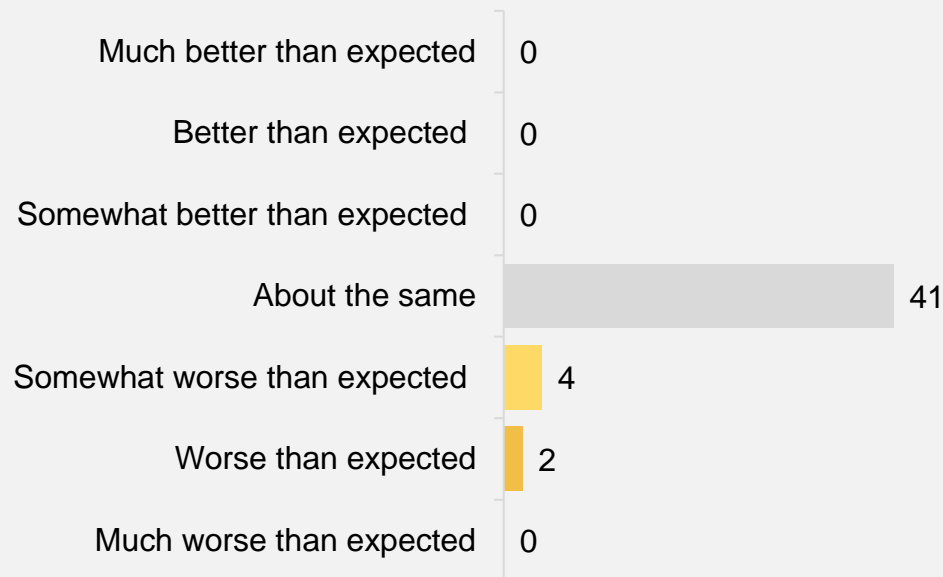 Much better than expected 0
Better than expected 0
Somewhat better than expected 0
About the same 41
Somewhat worse than expected 4
Worse than expected 2
Much worse than expected 0